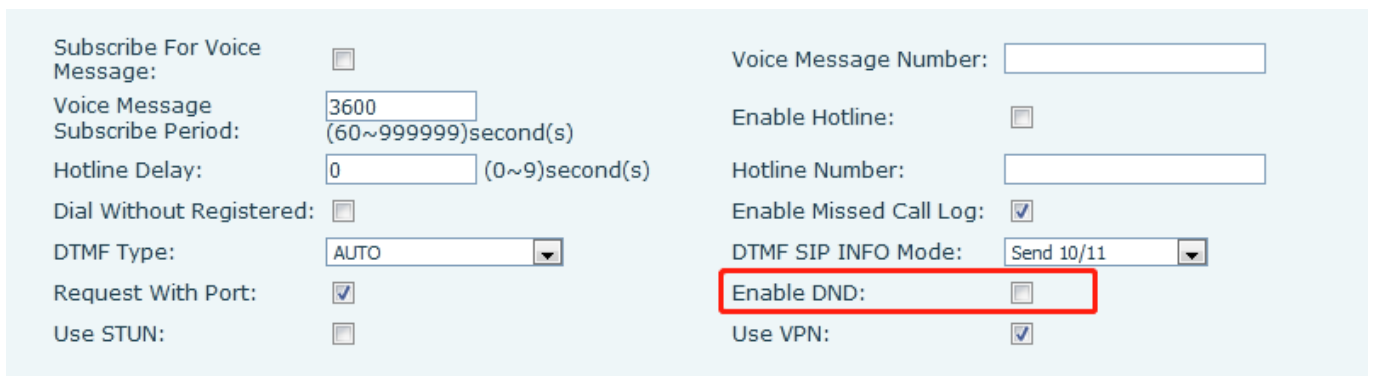 Subscribe For Voice
Message:
Voice Message Number:
Voice Message
Subscribe Period:
3600
(60~999999)second(s)
Enable Hotline:
Hotline Delay:
0
(0~9)second(s)
Hotline Number:
Dial Without Registered:
Enable Missed Call Log:
DTMF Type:
AUTO
DTMF SIP INFO Mode:
Send 10/11
Request With Port:
Enable DND:
Use STUN:
Use VPN: